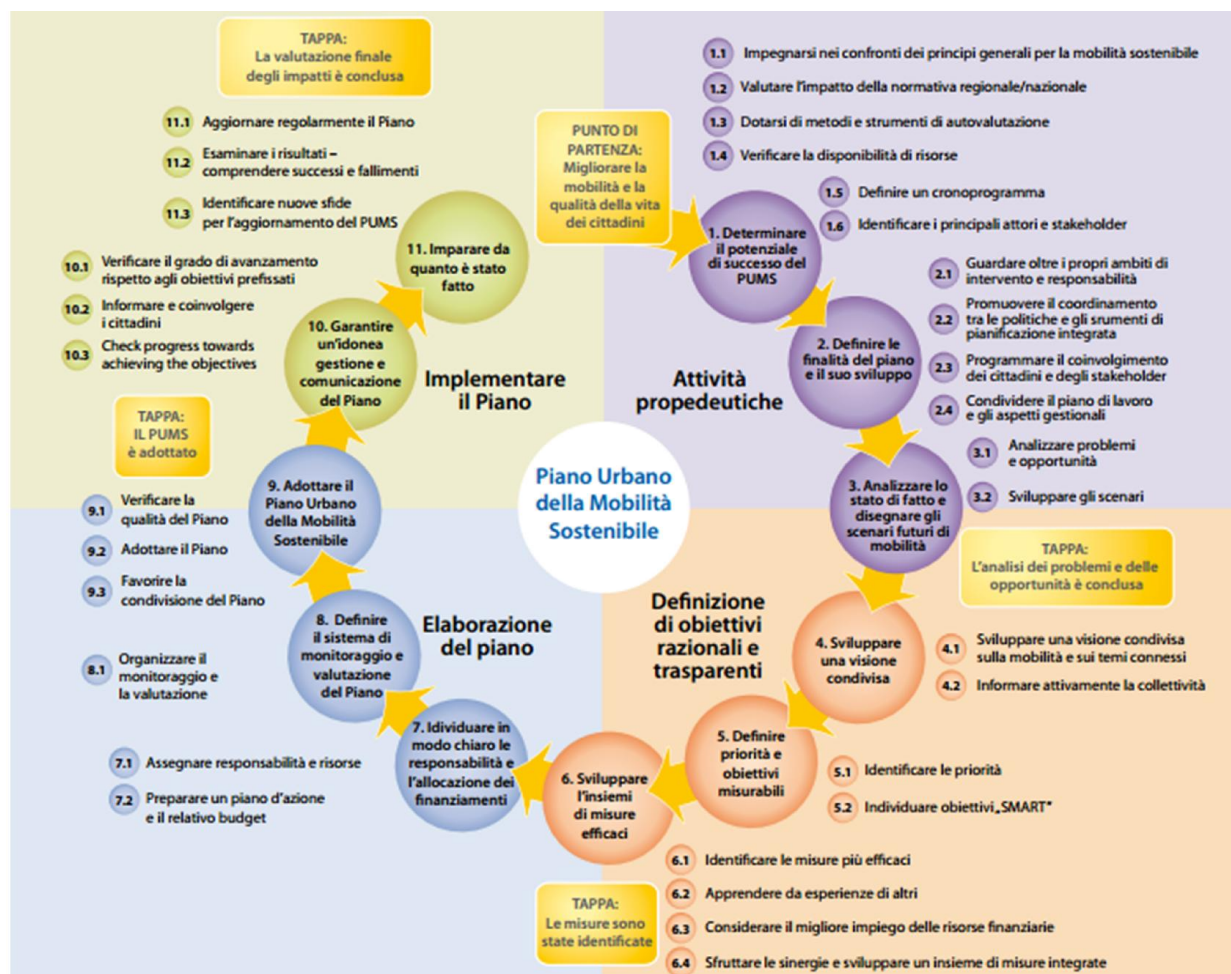 PUNTO DI
PARTENZA:
Migliorare la
mobilità e la
qualità della vita
dei cittadini
1. Determinare
il potenziale
di successo del
PUMS
1.1 Impegnarsi nei confronti dei principi generali per la mobilità sostenibile
1.2 Valutare l'impatto della normativa regionale/nazionale
1.3 Dotarsi di metodi e strumenti di autovalutazione
1.4 Verificare la disponibilità di risorse
1.5 Definire un cronoprogramma
1.6 Identificare i principali attori e stakeholder
2. Definire le
finalità del piano
e il suo sviluppo
2.1 Guardare oltre i propri ambiti di
intervento e responsabilità
2.2 Promuovere il coordinamento
tra le politiche e gli srumenti di
pianificazione integrata
2.3 Programmare il coinvolgimento
dei cittadini e degli stakeholder
2.4 Condividere il piano di lavoro
e gli aspetti gestionali
Attività
propedeutiche
3. Analizzare lo
stato di fatto e
disegnare gli
scenari futuri di
mobilità
3.1 Analizzare problemi
e opportunità
3.2 Sviluppare gli scenari
TAPPA:
L'analisi dei problemi e delle
opportunità è conclusa
Piano Urbano
della Mobilità
Sostenibile
Definizione
di obiettivi
razionali e
trasparenti
4. Sviluppare
una visione
condivisa
4.1 Sviluppare una visione condivisa
sulla mobilità e sui temi connessi
4.2 Informare attivamente la collettività
5. Definire
priorità e
obiettivi
misurabili
5.1 Identificare le priorità
5.2 Individuare obiettivi „SMART"
6. Sviluppare
l'insiemi
di misure
efficaci
6.1 Identificare le misure più efficaci
6.2 Apprendere da esperienze di altri
6.3 Considerare il migliore impiego delle risorse finanziarie
6.4 Sfruttare le sinergie e sviluppare un insieme di misure integrate
TAPPA:
Le misure sono
state identificate
7. Idividuare in
modo chiaro le
responsabilità e
l'allocazione dei
finanziamenti
7.1 Assegnare responsabilità e risorse
7.2 Preparare un piano d'azione
e il relativo budget
Elaborazione
del piano
8. Definire
il sistema di
monitoraggio e
valutazione
del Piano
8.1 Organizzare il
monitoraggio e
la valutazione
9. Adottare il
Piano Urbano
della Mobilità
Sostenibile
9.1 Verificare la
qualità del Piano
9.2 Adottare il Piano
9.3 Favorire la
condivisione del Piano
TAPPA:
IL PUMS
è adottato
10. Garantire
un'idonea
gestione e
comunicazione
del Piano
10.1 Verificare il grado di avanzamento
rispetto agli obiettivi prefissati
10.2 Informare e coinvolgere
i cittadini
10.3 Check progress towards
achieving the objectives
Implementare
il Piano
11. Imparare da
quanto è stato
fatto
11.1 Aggiornare regolarmente il Piano
11.2 Esaminare i risultati –
comprendere successi e fallimenti
11.3 Identificare nuove sfide
per l'aggiornamento del PUMS
TAPPA:
La valutazione finale
degli impatti è conclusa